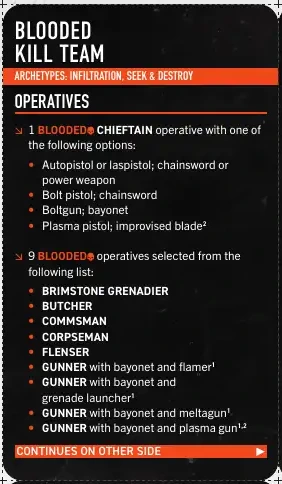 BLOODED
KILL TEAM
ARCHETYPES: INFILTRATION, SEEK & DESTROY
OPERATIVES
1 BLOODED CHIEFTAIN operative with one of
the following options:
• Autopistol or laspistol; chainsword or
power weapon
• Bolt pistol; chainsword
• Boltgun; bayonet
• Plasma pistol; improvised blade²
9 BLOODED operatives selected from the
following list:
• BRIMSTONE GRENADIER
• BUTCHER
• COMMSMAN
• CORPSEMAN
• FLENSER
• GUNNER with bayonet and flamer¹
• GUNNER with bayonet and
grenade launcher¹
• GUNNER with bayonet and meltagun¹
• GUNNER with bayonet and plasma gun¹,²
CONTINUES ON OTHER SIDE